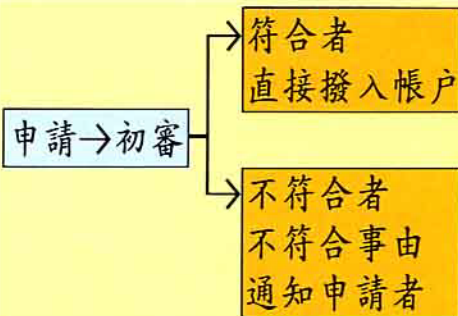 申請→初審
符合者
直接撥入帳戶
不符合者
不符合事由
通知申請者